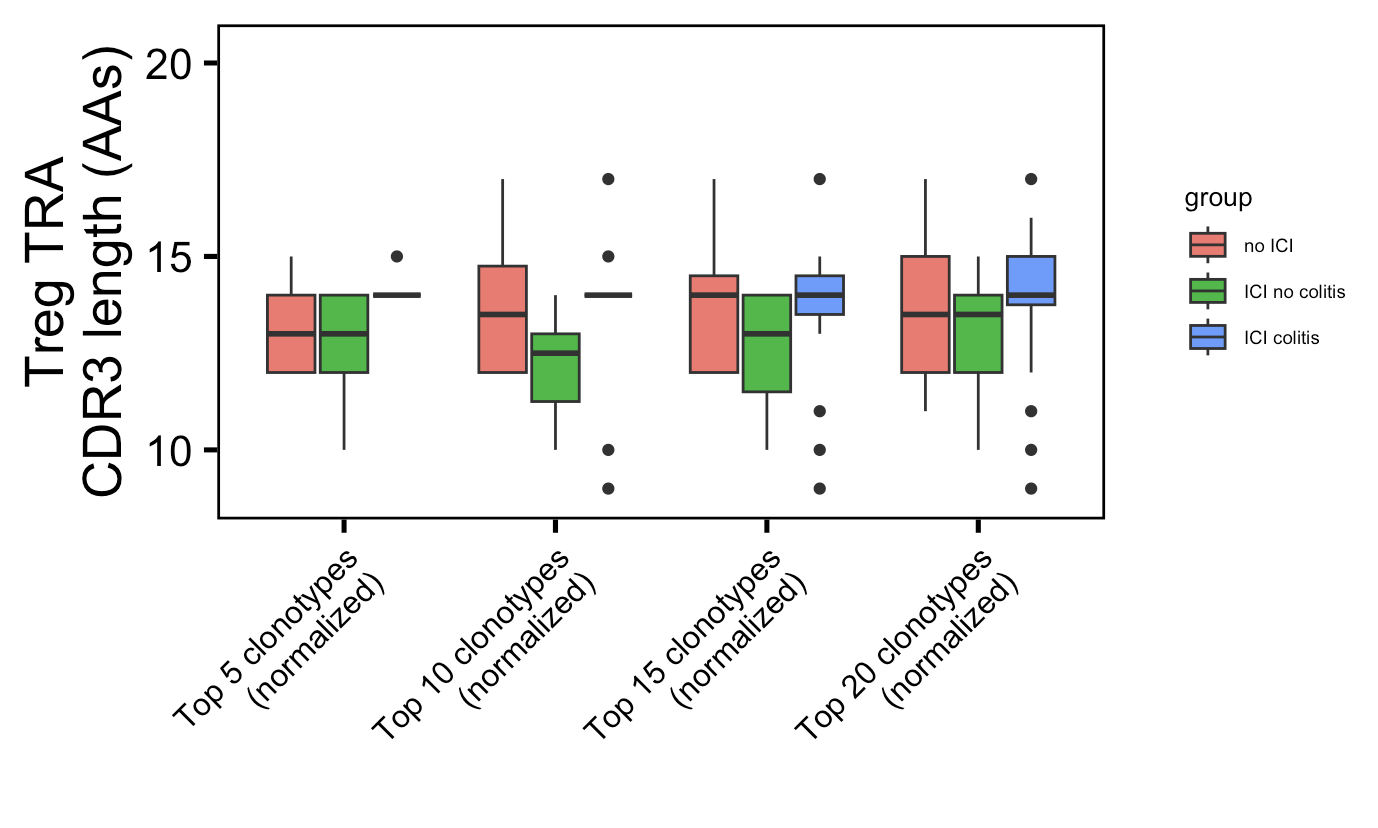 Treg TRA
CDR3 length (AAs)
20
15
10
Top 5 clonotypes
(normalized)
Top 10 clonotypes
(normalized)
Top 15 clonotypes
(normalized)
Top 20 clonotypes
(normalized)
group
no ICI
ICI no colitis
ICI colitis